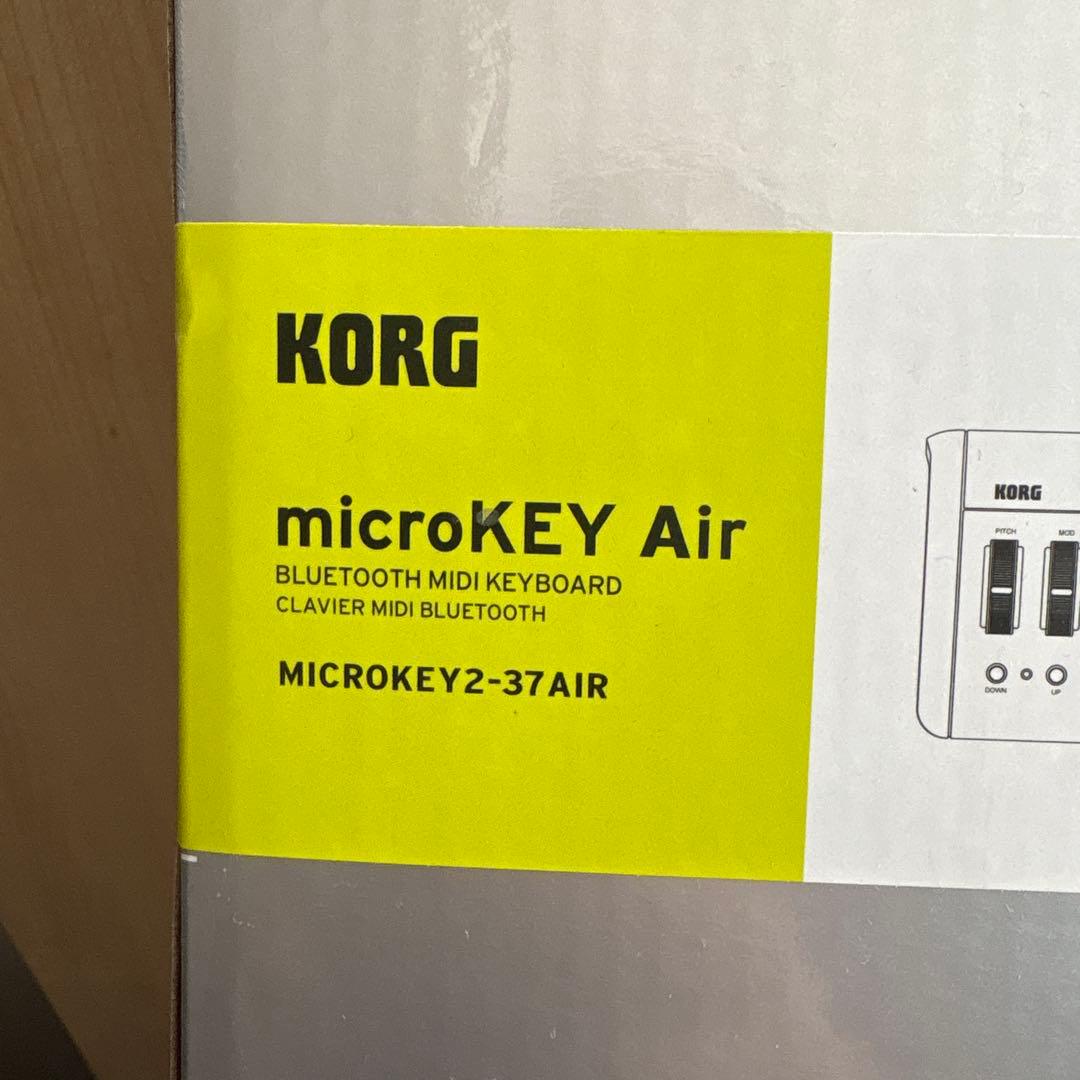 KORG
microKEY Air
BLUETOOTH MIDI KEYBOARD
CLAVIER MIDI BLUETOOTH
MICROKEY2-37AIR
KORG
PITCH MOD
DOWN UP